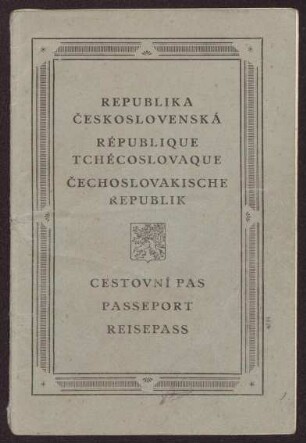 REPUBLIKA
ČESKOSLOVENSKÁ
RÉPUBLIQUE
TCHÉCOSLOVAQUE
ČECHOSLOVAKISCHE
REPUBLIK
CESTOVNÍ PAS
PASSEPORT
REISEPASS